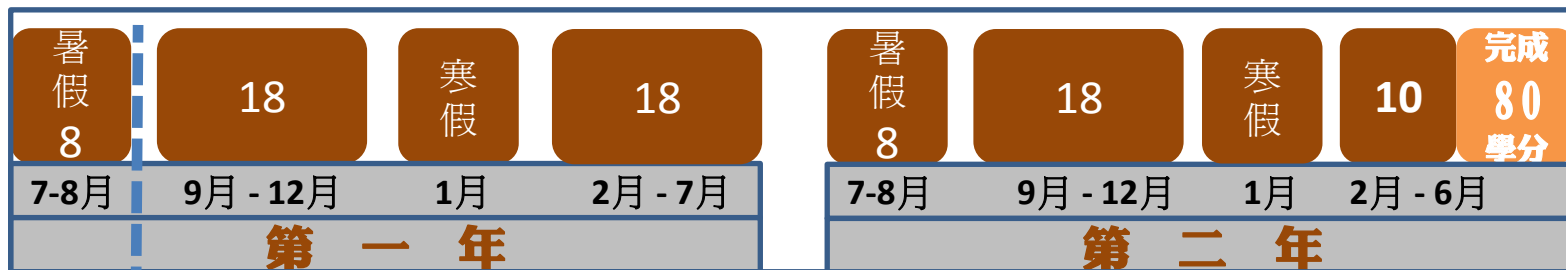 暑假8
18
寒假
18
暑假8
18
寒假
10
完成
80
學分
7-8月
9月 - 12月
1月
2月 - 7月
7-8月
9月 - 12月
1月
2月 - 6月
第 一 年
第 二 年